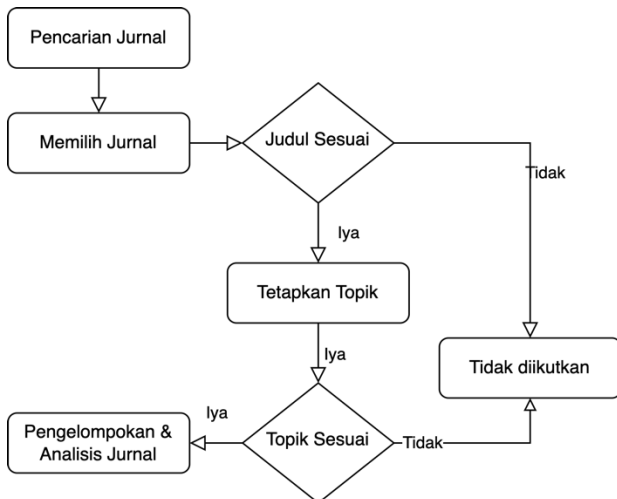 Pencarian Jurnal
Memilih Jurnal
Judul Sesuai
Tidak
Iya
Tetapkan Topik
Iya
Tidak diikutkan
Iya
Pengelompokan &
Analisis Jurnal
Topik Sesuai
Tidak